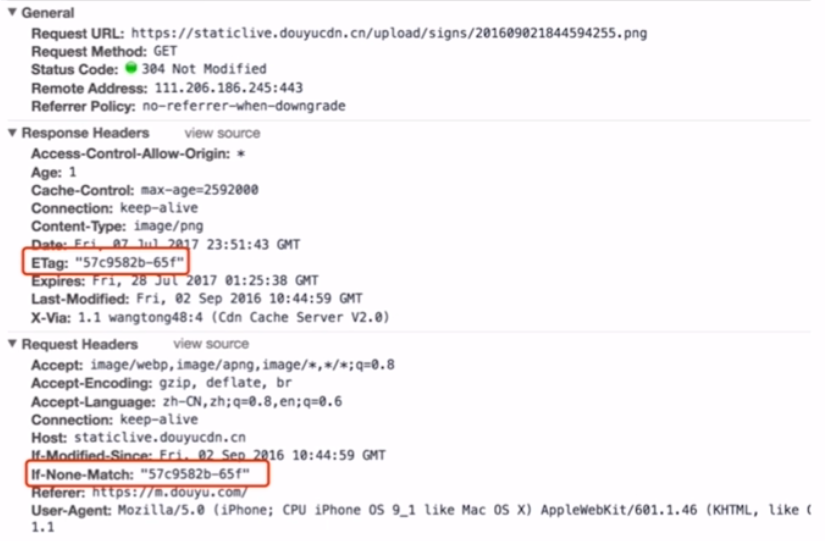 ▼ General
Request URL: https://staticlive.douyucdn.cn/upload/signs/201609021844594255.png
Request Method: GET
Status Code: 304 Not Modified
Remote Address: 111.206.186.245:443
Referrer Policy: no-referrer-when-downgrade
▼ Response Headers view source
Access-Control-Allow-Origin: *
Age: 1
Cache-Control: max-age=2592000
Connection: keep-alive
Content-Type: image/png
Date: Fri, 07 Jul 2017 23:51:43 GMT
ETag: "57c9582b-65f"
Expires: Fri, 28 Jul 2017 01:25:38 GMT
Last-Modified: Fri, 02 Sep 2016 10:44:59 GMT
X-Via: 1.1 wangtong48:4 (Cdn Cache Server V2.0)
▼ Request Headers view source
Accept: image/webp,image/apng,image/*,*/*;q=0.8
Accept-Encoding: gzip, deflate, br
Accept-Language: zh-CN,zh;q=0.8,en;q=0.6
Connection: keep-alive
Host: staticlive.douyucdn.cn
If-Modified-Since: Fri, 02 Sep 2016 10:44:59 GMT
If-None-Match: "57c9582b-65f"
Referer: https://m.douyu.com/
User-Agent: Mozilla/5.0 (iPhone; CPU iPhone OS 9_1 like Mac OS X) AppleWebKit/601.1.46 (KHTML, like
1.1